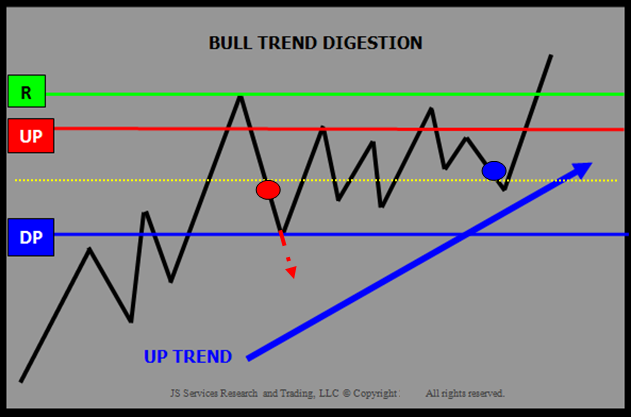 BULL TREND DIGESTION
R
UP
DP
UP TREND
JS Services Research and Trading, LLC © Copyright All rights reserved.